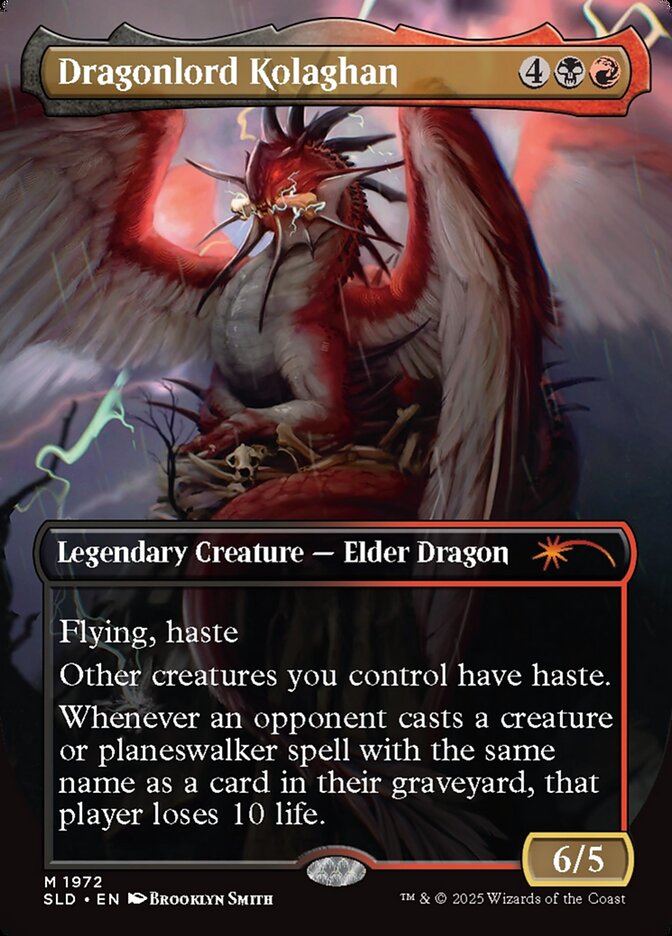 Dragonlord Kolaghan 4
Legendary Creature — Elder Dragon
Flying, haste
Other creatures you control have haste.
Whenever an opponent casts a creature
or planeswalker spell with the same
name as a card in their graveyard, that
player loses 10 life.
6/5
M 1972
SLD • EN Brooklyn Smith
™ & © 2025 Wizards of the Coast